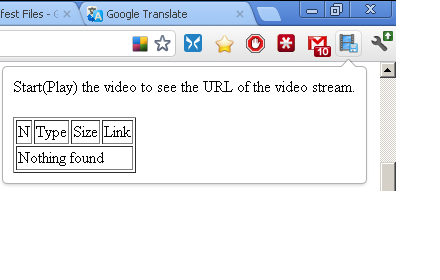 fest Files - G
Google Translate
10
Start(Play) the video to see the URL of the video stream.
N Type Size Link
Nothing found